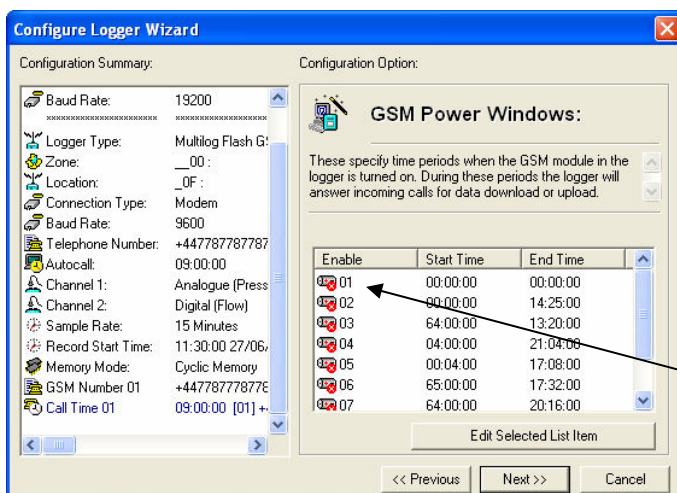 Configure Logger Wizard
Configuration Summary:
Baud Rate: 19200
xxxxxxxxxxxxxxxxxxxxxxx xxxxxxxxxxxxxxxxxxxx
Logger Type: Multilog Flash G
Zone: __00 :
Location: _0F :
Connection Type: Modem
Baud Rate: 9600
Telephone Number: +447787787787
Autocall: 09:00:00
Channel 1: Analogue (Press
Channel 2: Digital (Flow)
Sample Rate: 15 Minutes
Record Start Time: 11:30:00 27/06/
Memory Mode: Cyclic Memory
GSM Number 01 +44778777877
Call Time 01 09:00:00 [01] +
Configuration Option:
GSM Power Windows:
These specify time periods when the GSM module in the
logger is turned on. During these periods the logger will
answer incoming calls for data download or upload.
Enable Start Time End Time
01 00:00:00 00:00:00
02 00:00:00 14:25:00
03 64:00:00 13:20:00
04 04:00:00 21:04:00
05 00:04:00 17:08:00
06 65:00:00 17:32:00
07 64:00:00 20:16:00
Edit Selected List Item
<< Previous
Next >>
Cancel